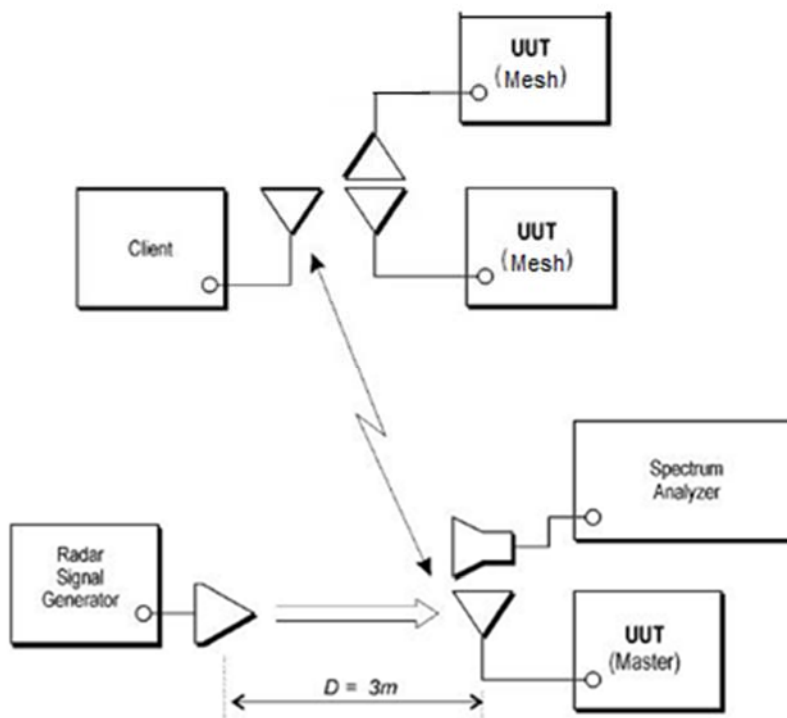 UUT
(Mesh)
Client
UUT
(Mesh)
Spectrum
Analyzer
Radar
Signal
Generator
UUT
(Master)
D = 3m